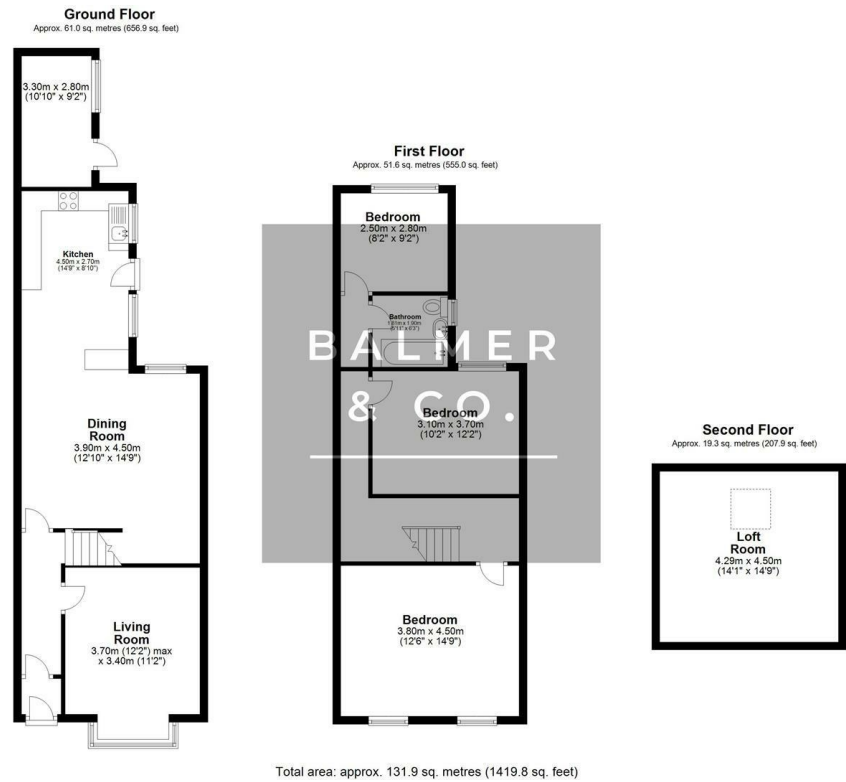 Ground Floor
Approx. 61.0 sq. metres (656.9 sq. feet)
3.30m x 2.80m
(10'10" x 9'2")
Kitchen
4.50m x 2.70m
(14'9" x 8'10")
Dining
Room
3.90m x 4.50m
(12'10" x 14'9")
Living
Room
3.70m (12'2") max
x 3.40m (11'2")
First Floor
Approx. 51.6 sq. metres (555.0 sq. feet)
Bedroom
2.50m x 2.80m
(8'2" x 9'2")
Bathroom
BALMER
& CO.
Bedroom
3.10m x 3.70m
(10'2" x 12'2")
Bedroom
3.80m x 4.50m
(12'6" x 14'9")
Second Floor
Approx. 19.3 sq. metres (207.9 sq. feet)
Loft
Room
4.29m x 4.50m
(14'1" x 14'9")
Total area: approx. 131.9 sq. metres (1419.8 sq. feet)